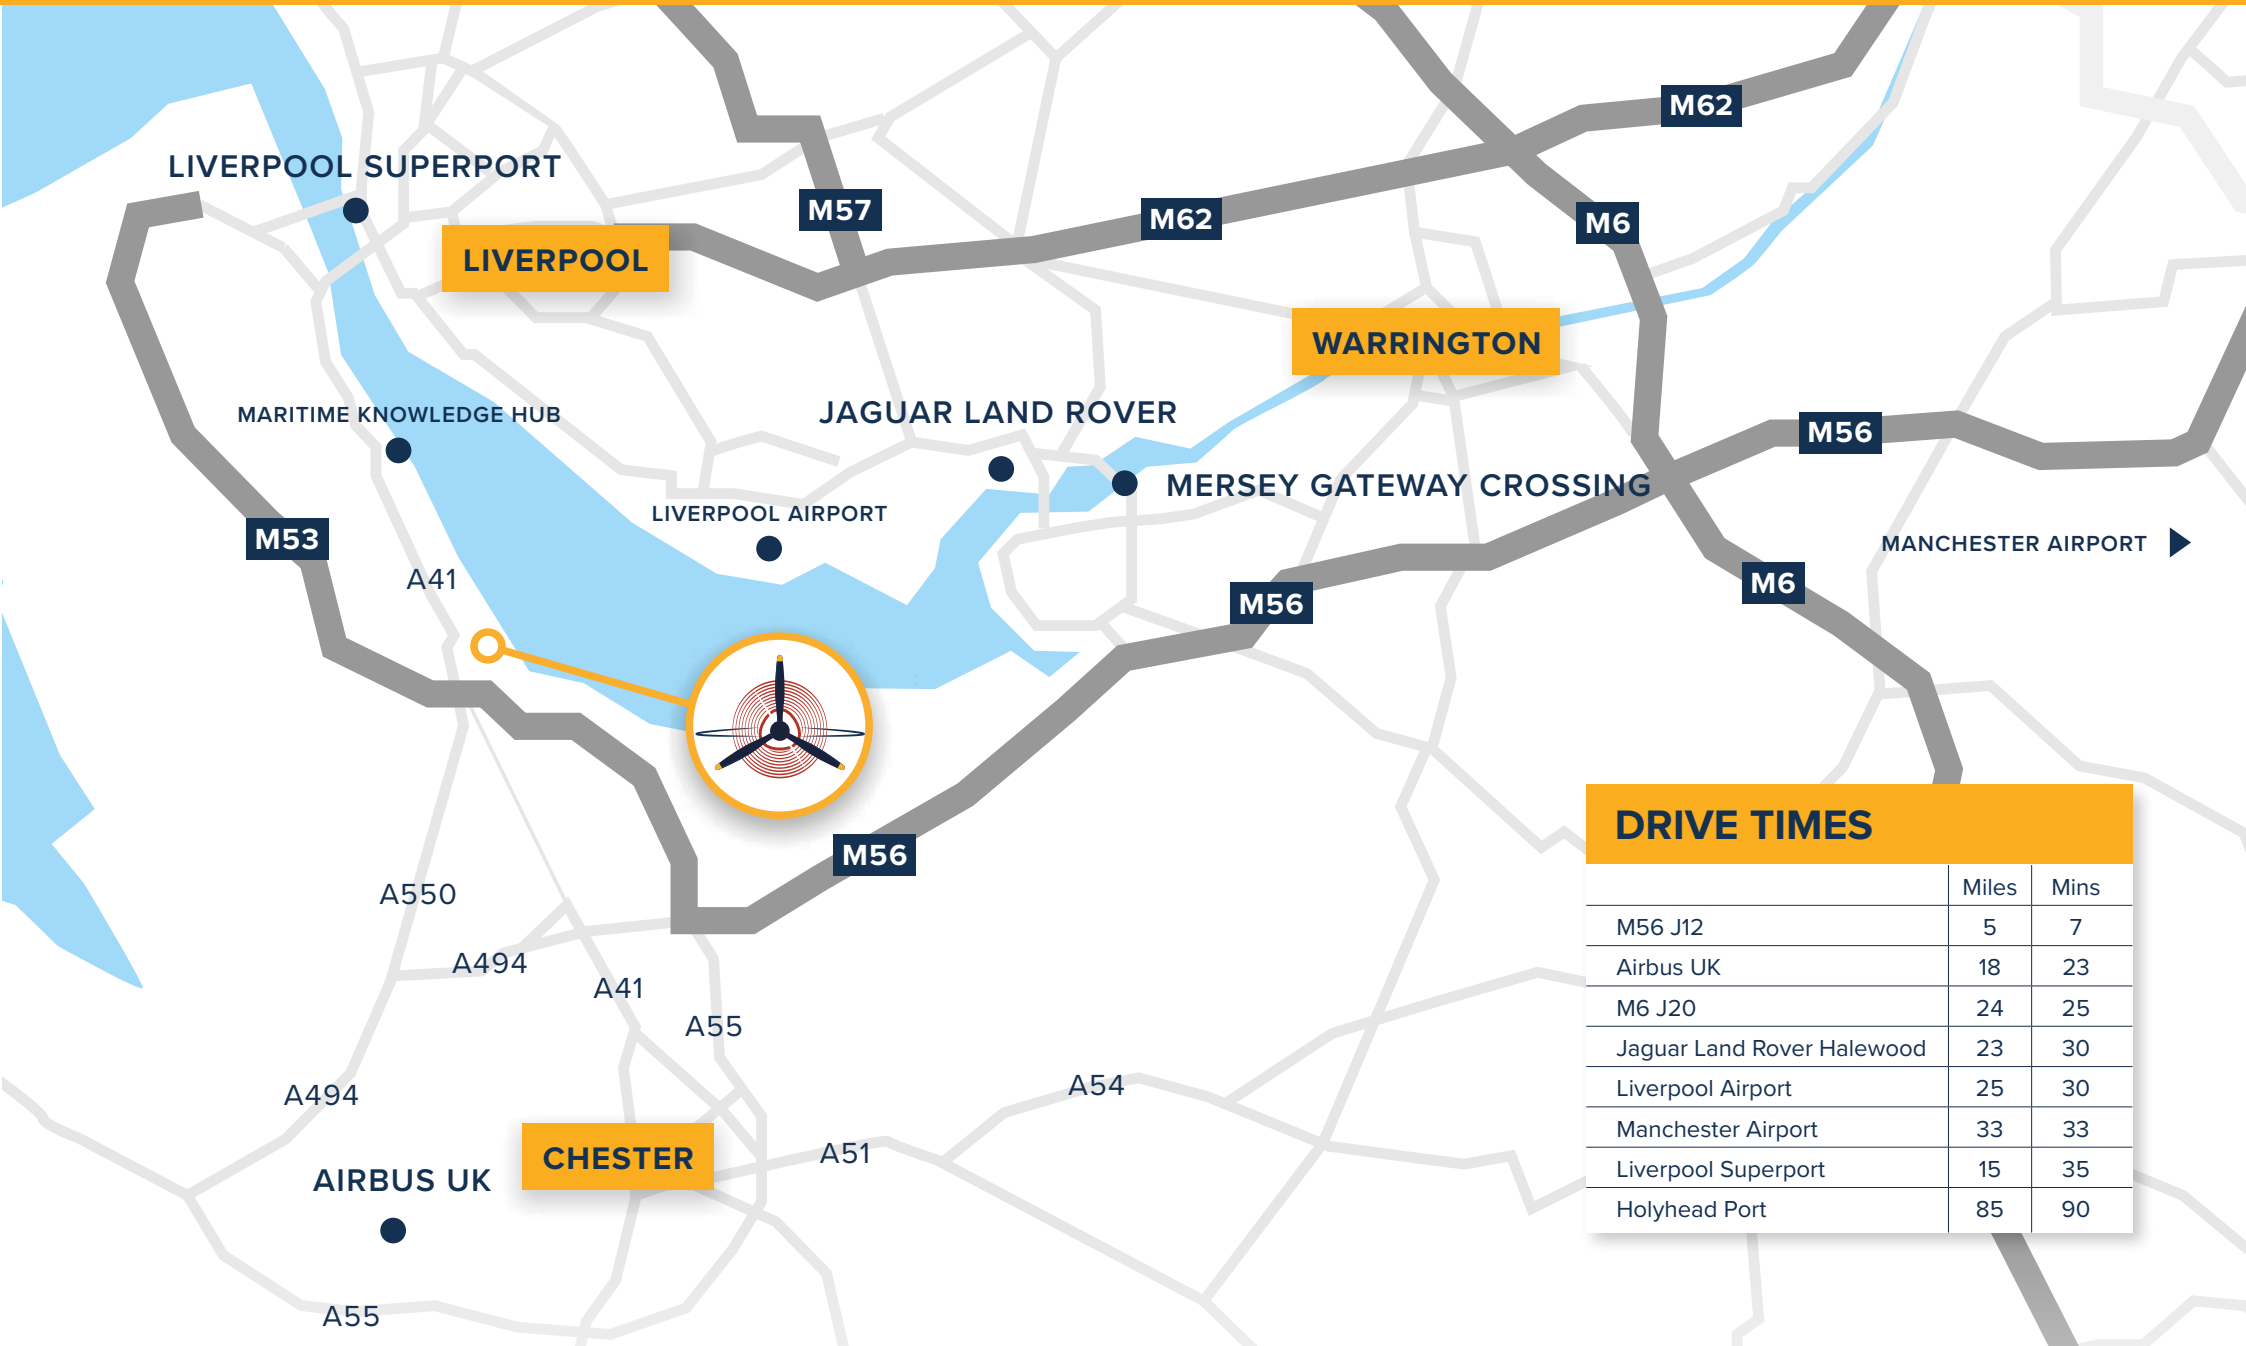 M62
LIVERPOOL SUPERPORT
M57
M62
M6
LIVERPOOL
WARRINGTON
MARITIME KNOWLEDGE HUB
JAGUAR LAND ROVER
M56
MERSEY GATEWAY CROSSING
LIVERPOOL AIRPORT
M53
MANCHESTER AIRPORT
A41
M6
M56
M56
A550
A494
A41
A55
A494
A54
A51
CHESTER
AIRBUS UK
A55
DRIVE TIMES
Miles Mins
M56 J12 5 7
Airbus UK 18 23
M6 J20 24 25
Jaguar Land Rover Halewood 23 30
Liverpool Airport 25 30
Manchester Airport 33 33
Liverpool Superport 15 35
Holyhead Port 85 90